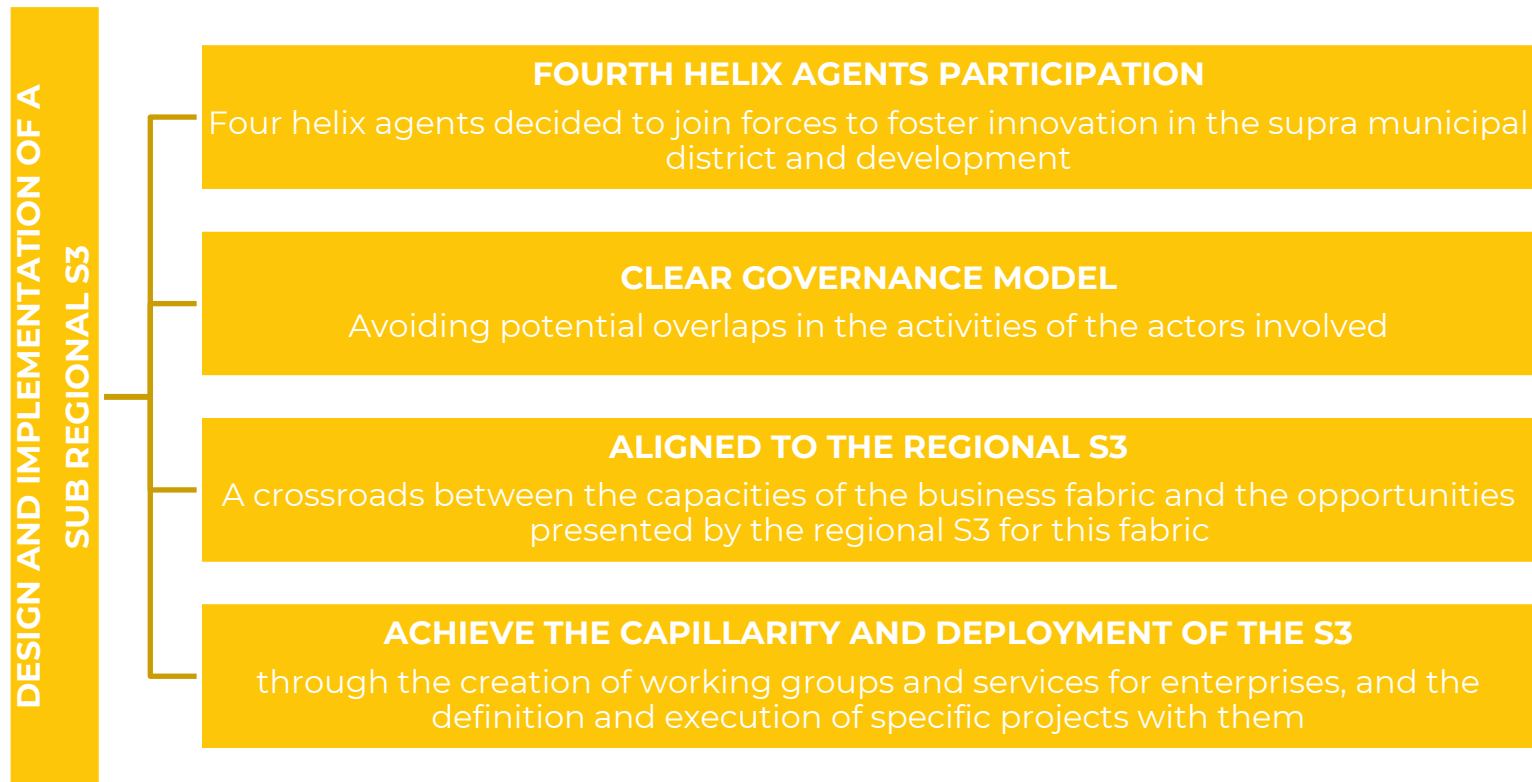 DESIGN AND IMPLEMENTATION OF A
SUB REGIONAL S3
FOURTH HELIX AGENTS PARTICIPATION
Four helix agents decided to join forces to foster innovation in the supra municipal
district and development
CLEAR GOVERNANCE MODEL
Avoiding potential overlaps in the activities of the actors involved
ALIGNED TO THE REGIONAL S3
A crossroads between the capacities of the business fabric and the opportunities
presented by the regional S3 for this fabric
ACHIEVE THE CAPILLARITY AND DEPLOYMENT OF THE S3
through the creation of working groups and services for enterprises, and the
definition and execution of specific projects with them